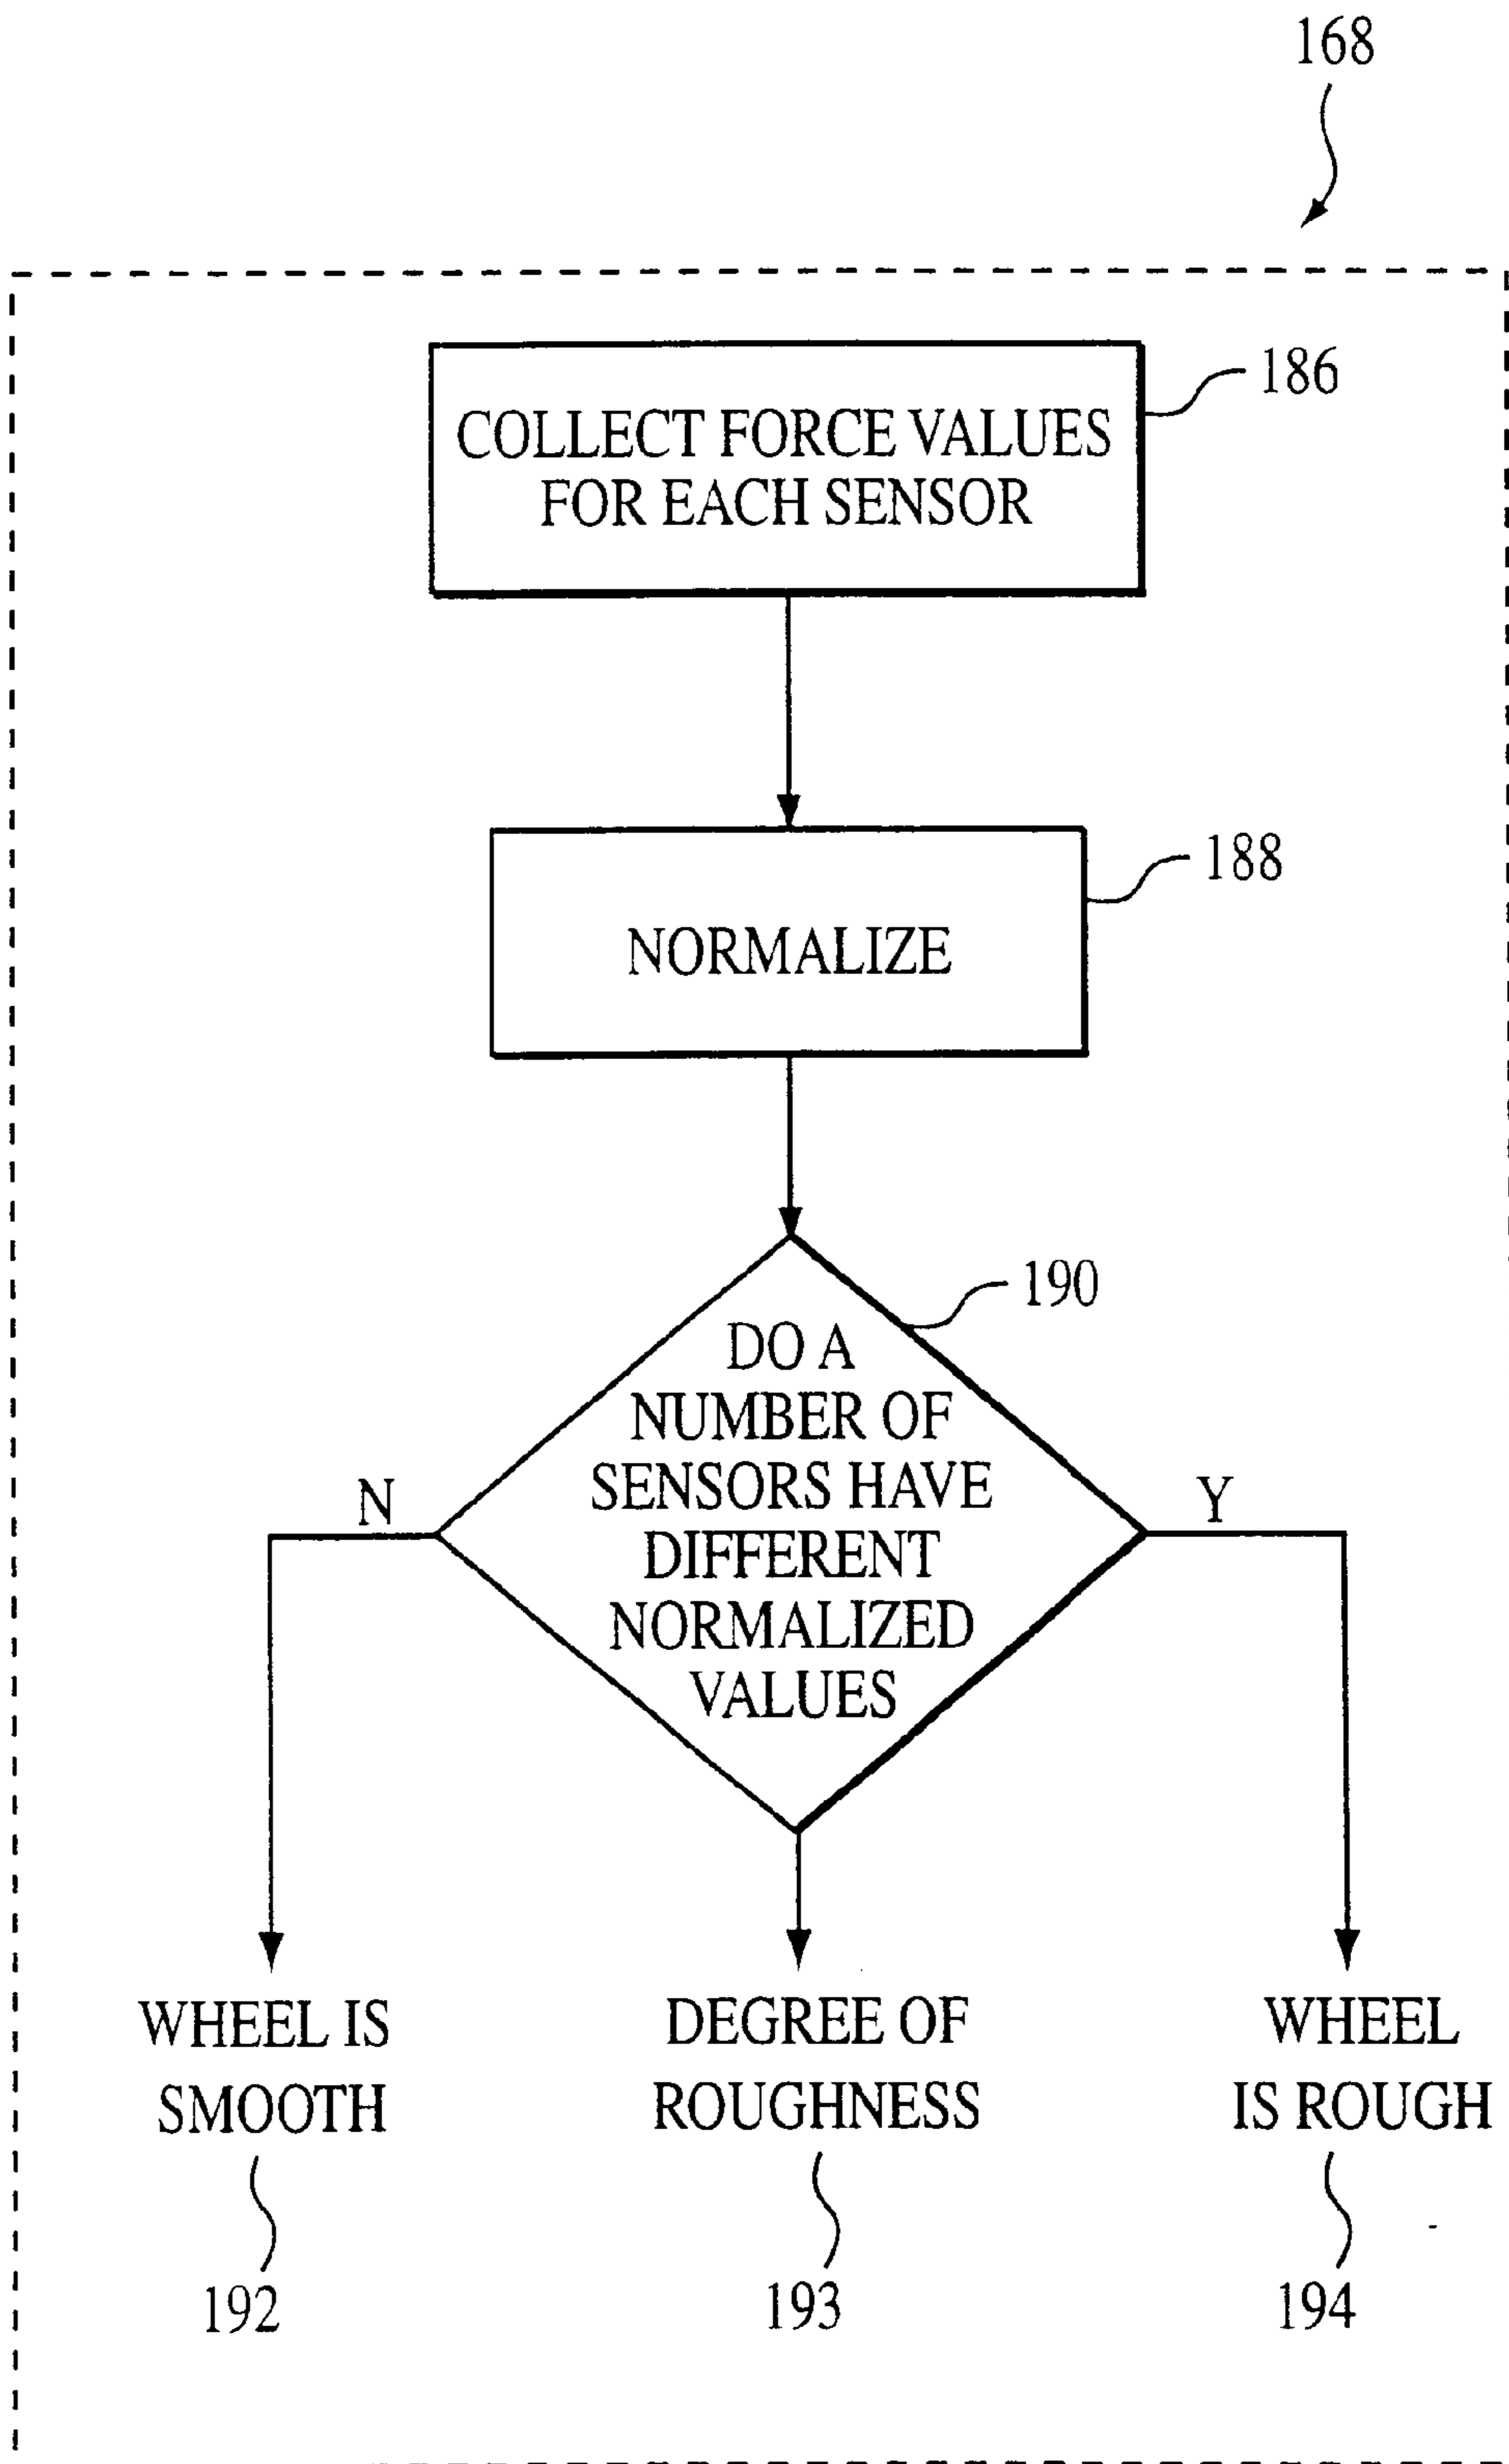 168
COLLECT FORCE VALUES
FOR EACH SENSOR
186
NORMALIZE
188
DO A
NUMBER OF
SENSORS HAVE
DIFFERENT
NORMALIZED
VALUES
190
N
Y
WHEEL IS
SMOOTH
DEGREE OF
ROUGHNESS
WHEEL
IS ROUGH
192
193
194